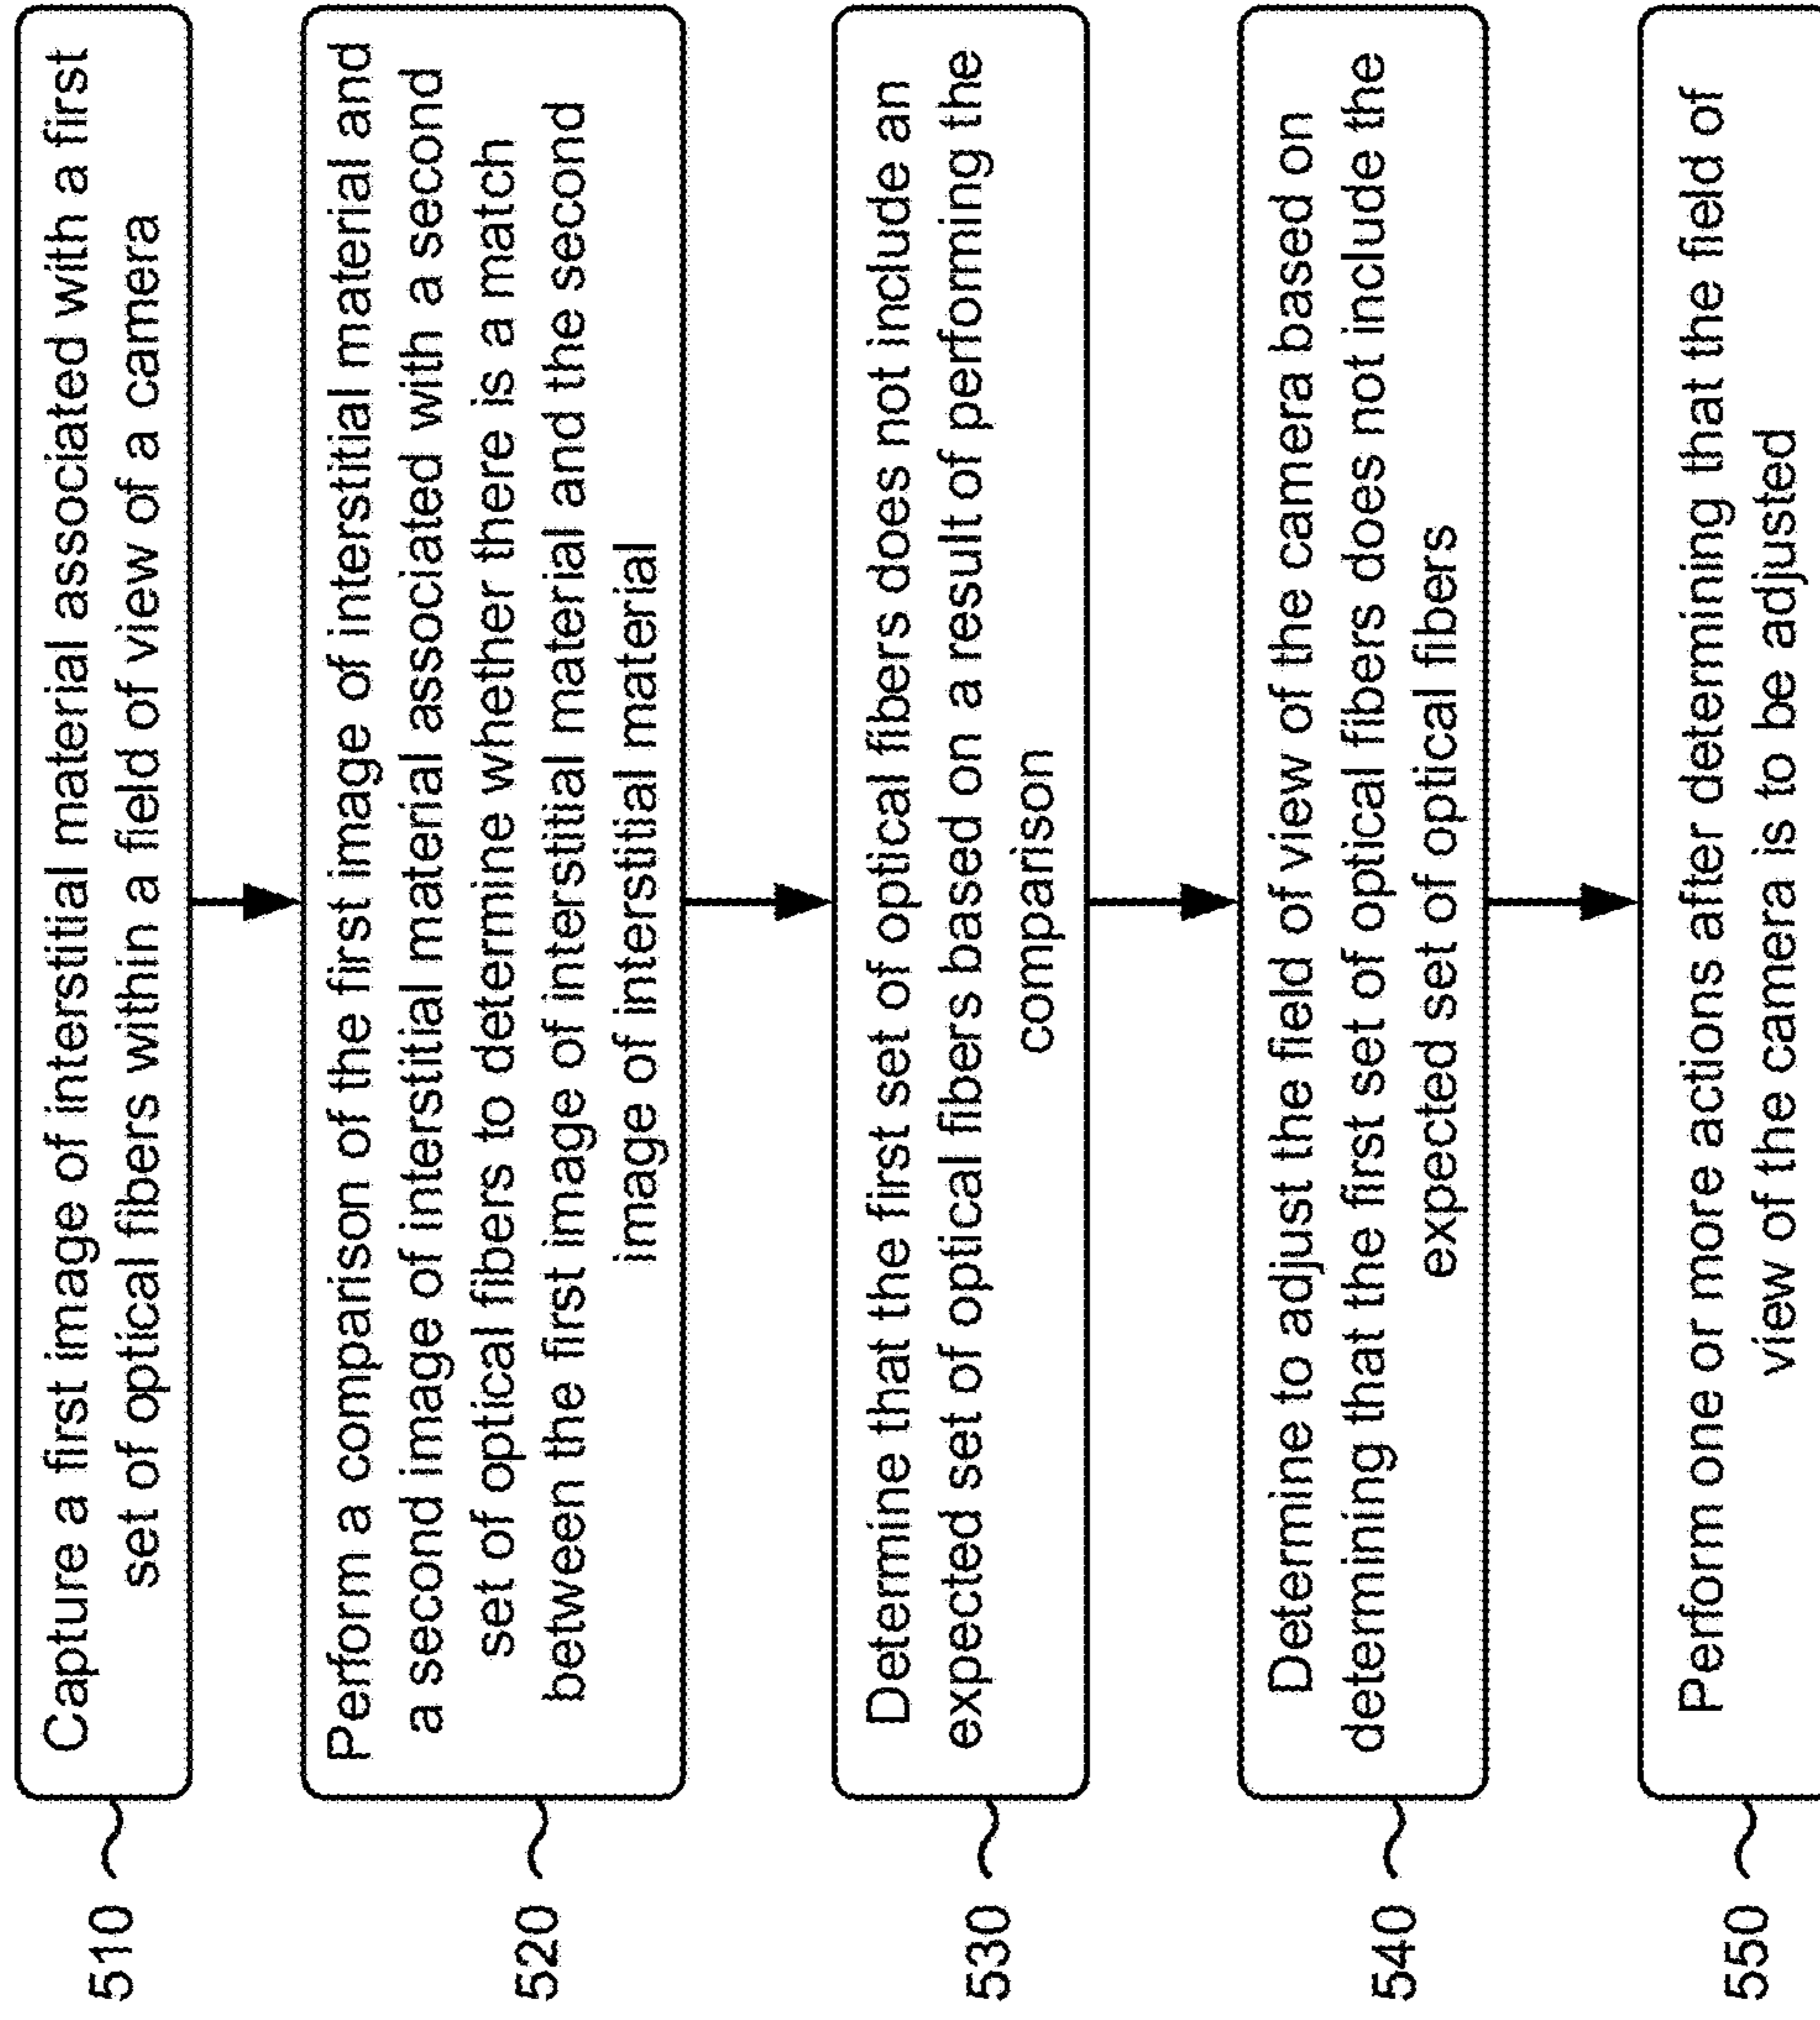 510
Capture a first image of interstitial material associated with a first
set of optical fibers within a field of view of a camera
520
Perform a comparison of the first image of interstitial material and
a second image of interstitial material associated with a second
set of optical fibers to determine whether there is a match
between the first image of interstitial material and the second
image of interstitial material
530
Determine that the first set of optical fibers does not include an
expected set of optical fibers based on a result of performing the
comparison
540
Determine to adjust the field of view of the camera based on
determining that the first set of optical fibers does not include the
expected set of optical fibers
550
Perform one or more actions after determining that the field of
view of the camera is to be adjusted